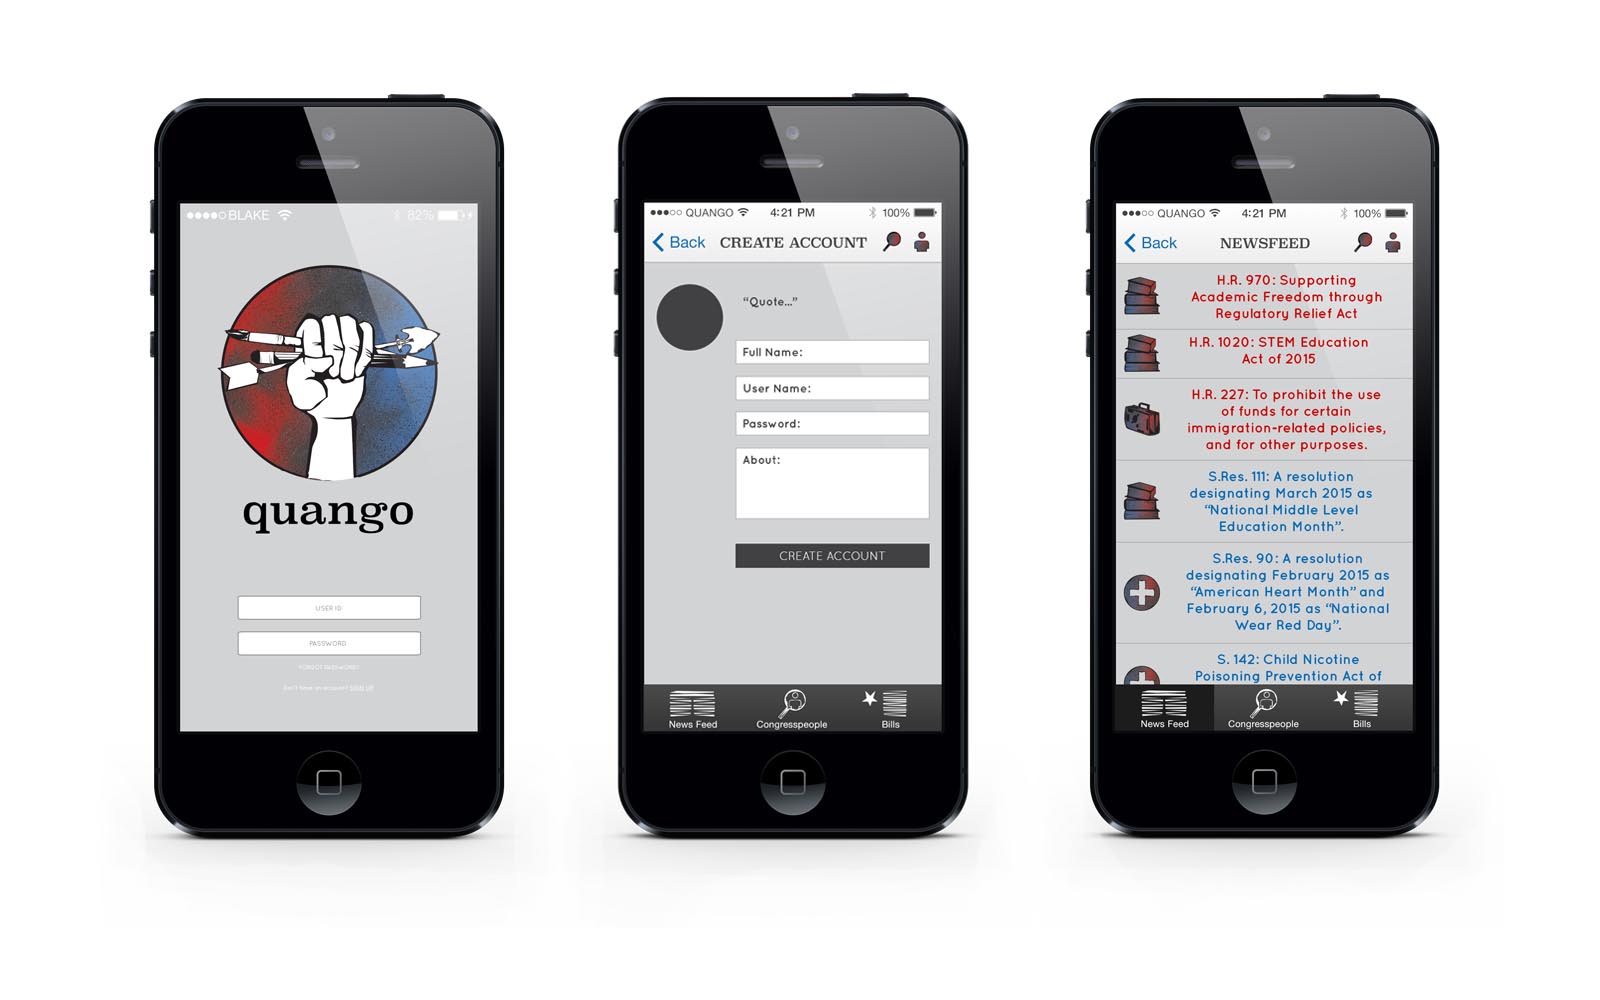 BLAKE
82%
quango
USER ID
PASSWORD
FORGOT PASSWORD?
Don't have an account? SIGN UP
QUANGO 4:21 PM 100%
Back CREATE ACCOUNT
“Quote...”
Full Name:
User Name:
Password:
About:
CREATE ACCOUNT
News Feed Congresspeople Bills
QUANGO 4:21 PM 100%
Back NEWSFEED
H.R. 970: Supporting
Academic Freedom through
Regulatory Relief Act
H.R. 1020: STEM Education
Act of 2015
H.R. 227: To prohibit the use
of funds for certain
immigration-related policies,
and for other purposes.
S.Res. 111: A resolution
designating March 2015 as
“National Middle Level
Education Month”.
S.Res. 90: A resolution
designating February 2015 as
“American Heart Month” and
February 6, 2015 as “National
Wear Red Day”.
S. 142: Child Nicotine
Poisoning Prevention Act of
News Feed Congresspeople Bills